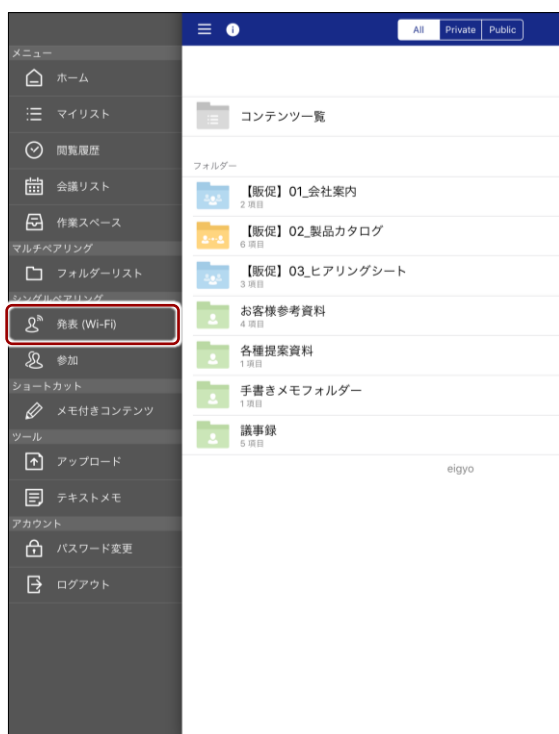 メニュー
ホーム
マイリスト
閲覧履歴
会議リスト
作業スペース
マルチペアリング
フォルダーリスト
シングルペアリング
発表 (Wi-Fi)
参加
ショートカット
メモ付きコンテンツ
ツール
アップロード
テキストメモ
アカウント
パスワード変更
ログアウト
All Private Public
コンテンツ一覧
フォルダー
【販促】01_会社案内
2 項目
【販促】02_製品カタログ
6 項目
【販促】03_ヒアリングシート
3 項目
お客様参考資料
4 項目
各種提案資料
1 項目
手書きメモフォルダー
1 項目
議事録
5 項目
eigyo